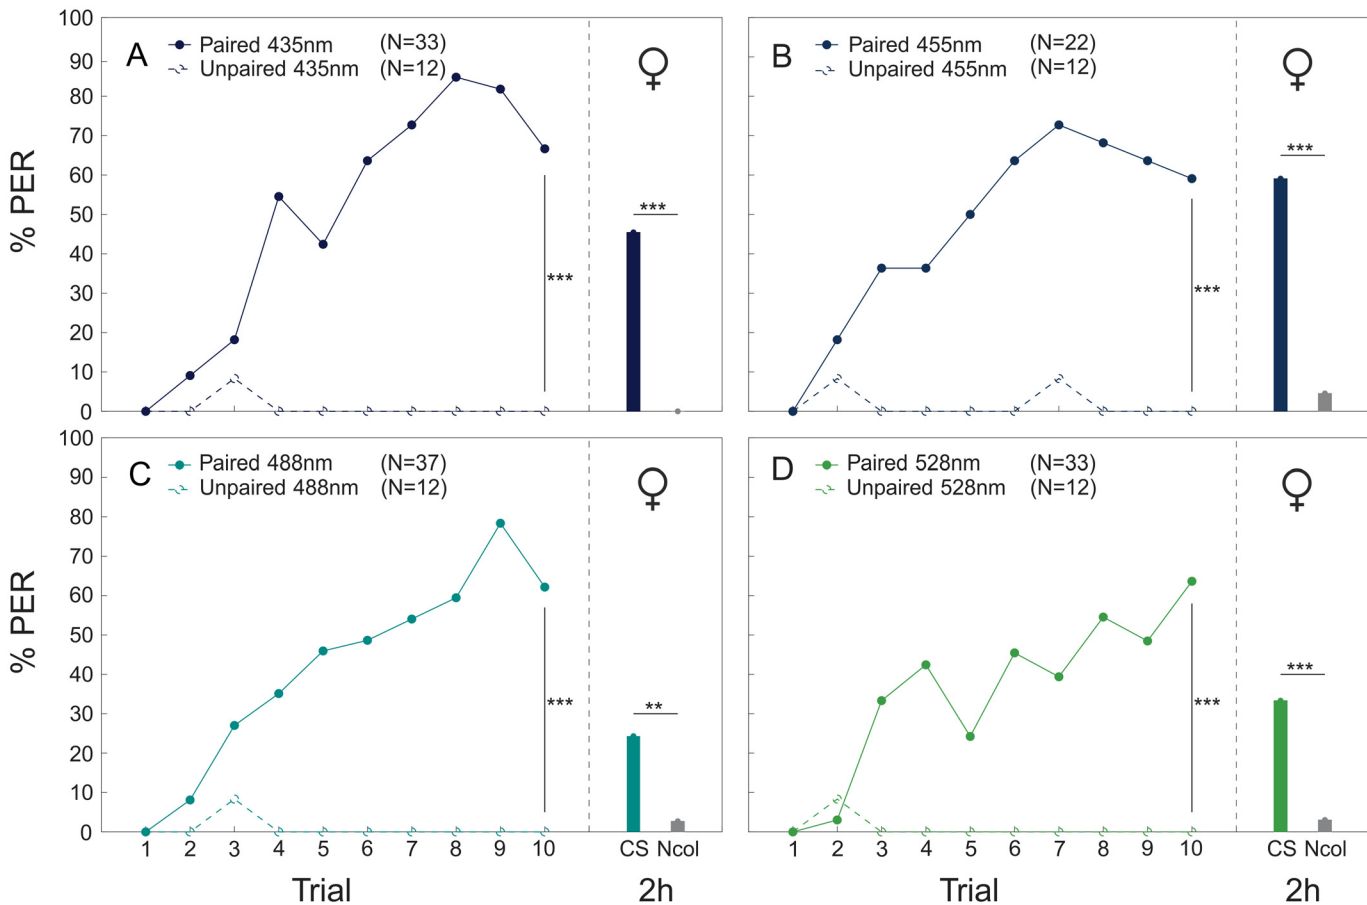 % PER
100
90
80
70
60
50
40
30
20
10
0
A
Paired 435nm (N=33)
Unpaired 435nm (N=12)
***
♀
***
B
Paired 455nm (N=22)
Unpaired 455nm (N=12)
***
♀
***
% PER
100
90
80
70
60
50
40
30
20
10
0
C
Paired 488nm (N=37)
Unpaired 488nm (N=12)
***
♀
**
1 2 3 4 5 6 7 8 9 10
CS Ncol
Trial
2h
D
Paired 528nm (N=33)
Unpaired 528nm (N=12)
***
♀
***
1 2 3 4 5 6 7 8 9 10
CS Ncol
Trial
2h